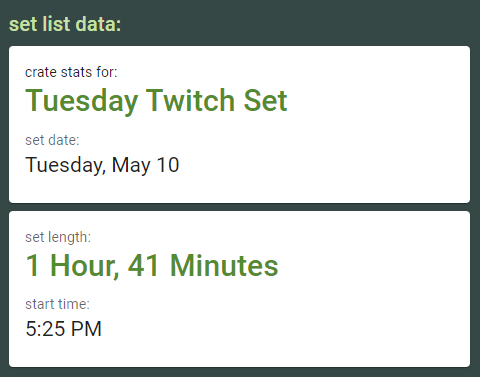 set list data:
crate stats for:
Tuesday Twitch Set
set date:
Tuesday, May 10
set length:
1 Hour, 41 Minutes
start time:
5:25 PM